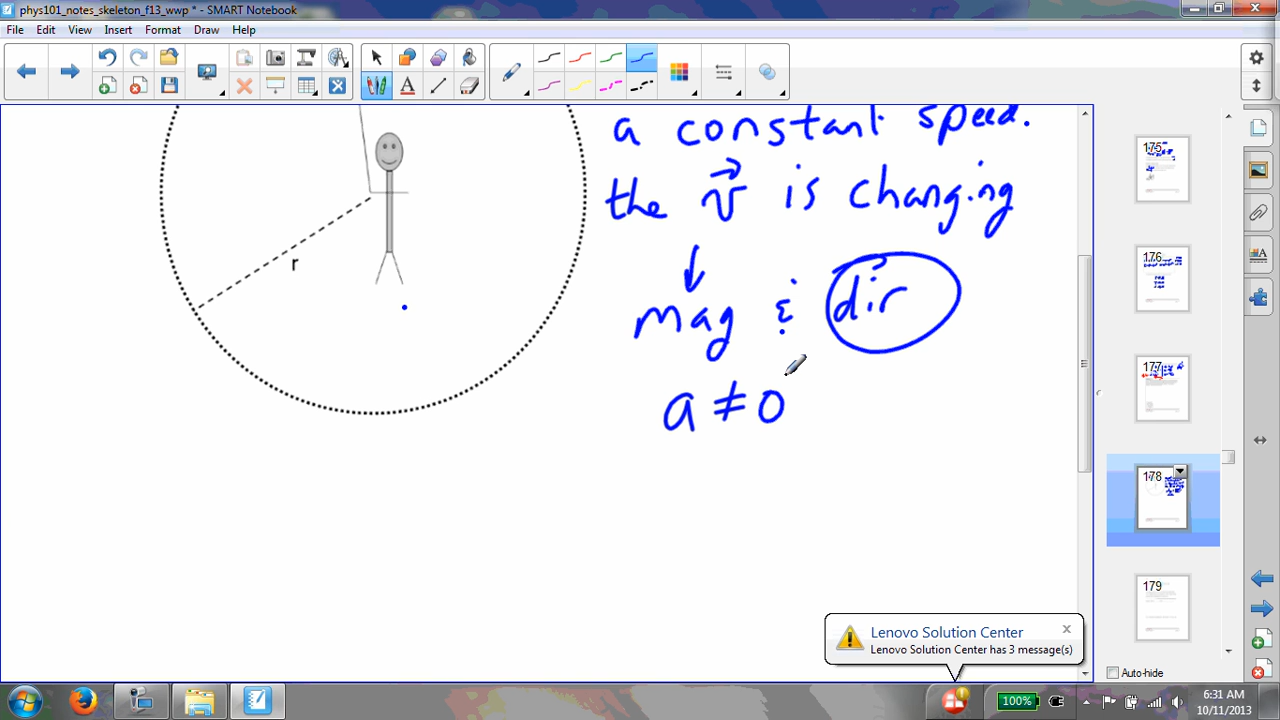 phys101_notes_skeleton_f13_wwp * - SMART Notebook
File Edit View Insert Format Draw Help
a constant speed.
the v⃗ is changing
↓
mag & dir
a ≠ 0
r
175
176
177
178
179
Auto-hide
Lenovo Solution Center
Lenovo Solution Center has 3 message(s)
100%
6:31 AM
10/11/2013